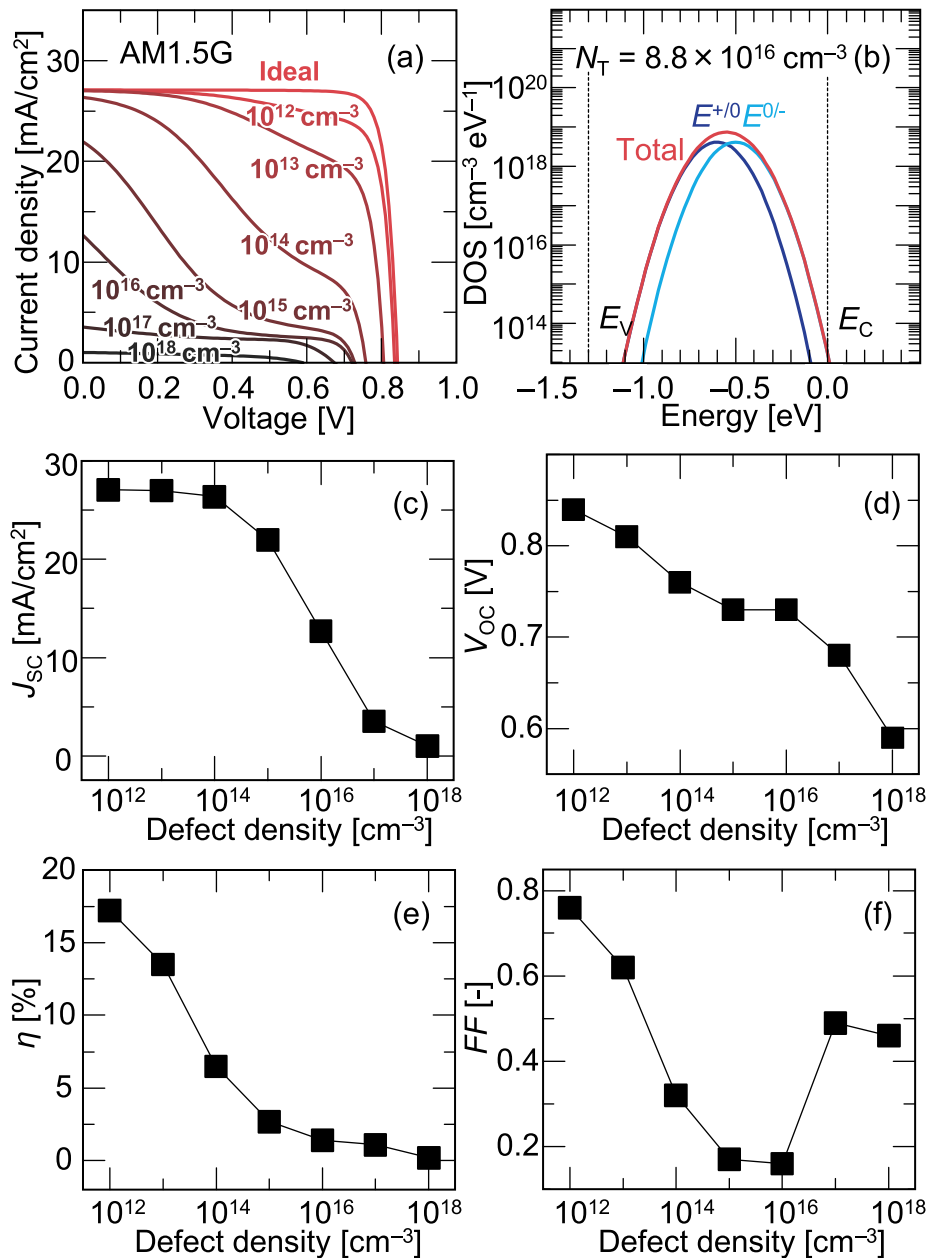 AM1.5G
(a)
Ideal
10¹² cm⁻³
10¹³ cm⁻³
10¹⁴ cm⁻³
10¹⁶ cm⁻³
10¹⁵ cm⁻³
10¹⁷ cm⁻³
10¹⁸ cm⁻³
30
20
10
0
Current density [mA/cm²]
0.0 0.2 0.4 0.6 0.8 1.0
Voltage [V]
N_T = 8.8 × 10¹⁶ cm⁻³ (b)
E⁺/⁰ E⁰/⁻
Total
E_V
E_C
10²⁰
10¹⁸
10¹⁶
10¹⁴
DOS [cm⁻³ eV⁻¹]
−1.5 −1.0 −0.5 0.0
Energy [eV]
(c)
30
20
10
0
J_SC [mA/cm²]
10¹² 10¹⁴ 10¹⁶ 10¹⁸
Defect density [cm⁻³]
(d)
0.8
0.7
0.6
V_OC [V]
10¹² 10¹⁴ 10¹⁶ 10¹⁸
Defect density [cm⁻³]
(e)
20
15
10
5
0
η [%]
10¹² 10¹⁴ 10¹⁶ 10¹⁸
Defect density [cm⁻³]
(f)
0.8
0.6
0.4
0.2
FF [-]
10¹² 10¹⁴ 10¹⁶ 10¹⁸
Defect density [cm⁻³]